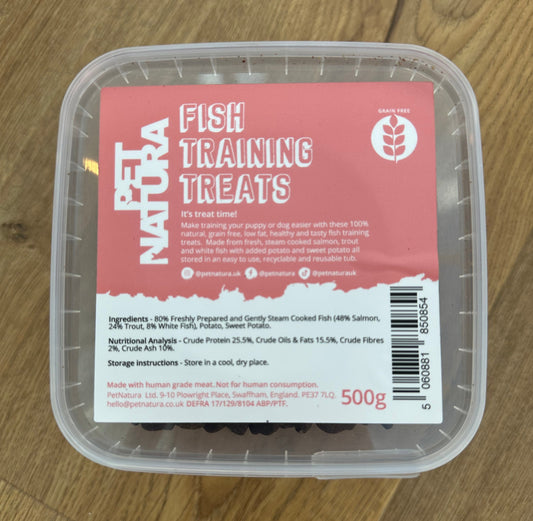 PET
NATURA
FISH
TRAINING
TREATS
GRAIN FREE
It's treat time!
Make training your puppy or dog easier with these 100%
natural, grain free, low fat, healthy and tasty fish training
treats. Made from fresh, steam cooked salmon, trout
and white fish with added potato and sweet potato all
stored in an easy to use, recyclable and reusable tub.
@petnatura.uk @petnatura @petnaturauk
Ingredients - 80% Freshly Prepared and Gently Steam Cooked Fish (48% Salmon,
24% Trout, 8% White Fish), Potato, Sweet Potato.
Nutritional Analysis - Crude Protein 25.5%, Crude Oils & Fats 15.5%, Crude Fibres
2%, Crude Ash 10%.
Storage instructions - Store in a cool, dry place.
Made with human grade meat. Not for human consumption.
PetNatura Ltd. 9-10 Plowright Place, Swaffham, England. PE37 7LQ.
hello@petnatura.co.uk DEFRA 17/129/8104 ABP/PTF.
500g
5 060881 850854